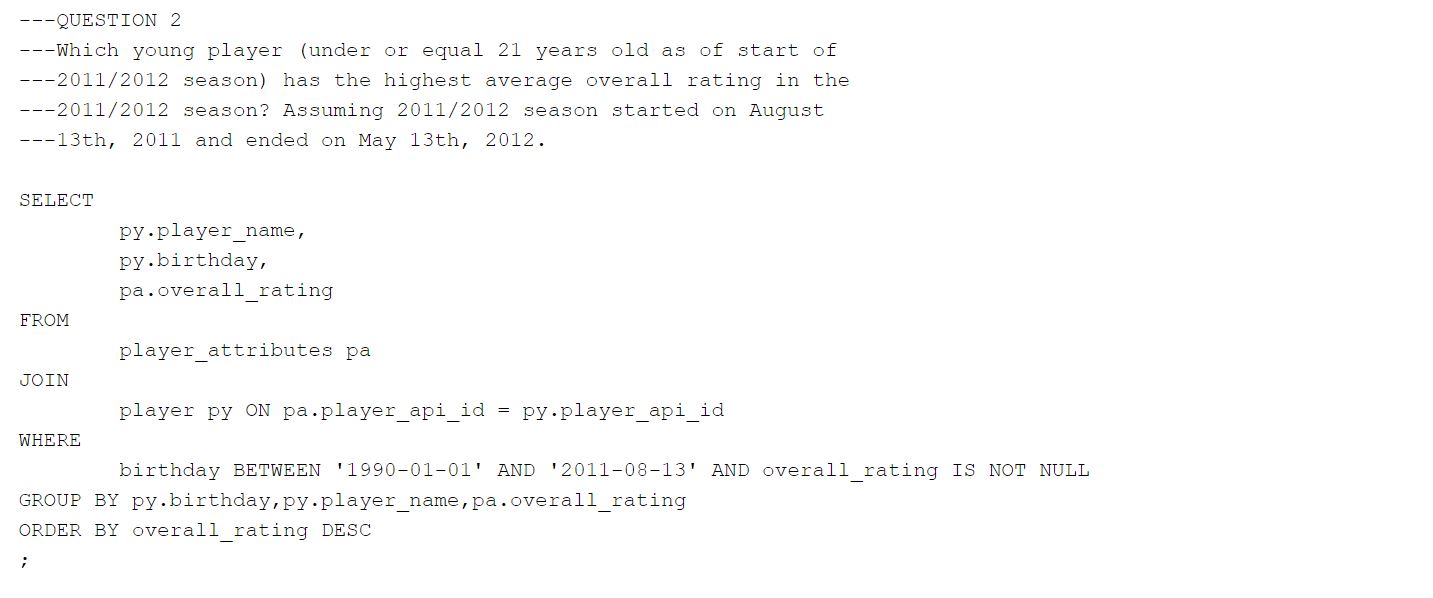 ---QUESTION 2
---Which young player (under or equal 21 years old as of start of
---2011/2012 season) has the highest average overall rating in the
---2011/2012 season? Assuming 2011/2012 season started on August
---13th, 2011 and ended on May 13th, 2012.
SELECT
py.player_name,
py.birthday,
pa.overall_rating
FROM
player_attributes pa
JOIN
player py ON pa.player_api_id = py.player_api_id
WHERE
birthday BETWEEN '1990-01-01' AND '2011-08-13' AND overall_rating IS NOT NULL
GROUP BY py.birthday,py.player_name,pa.overall_rating
ORDER BY overall_rating DESC
;